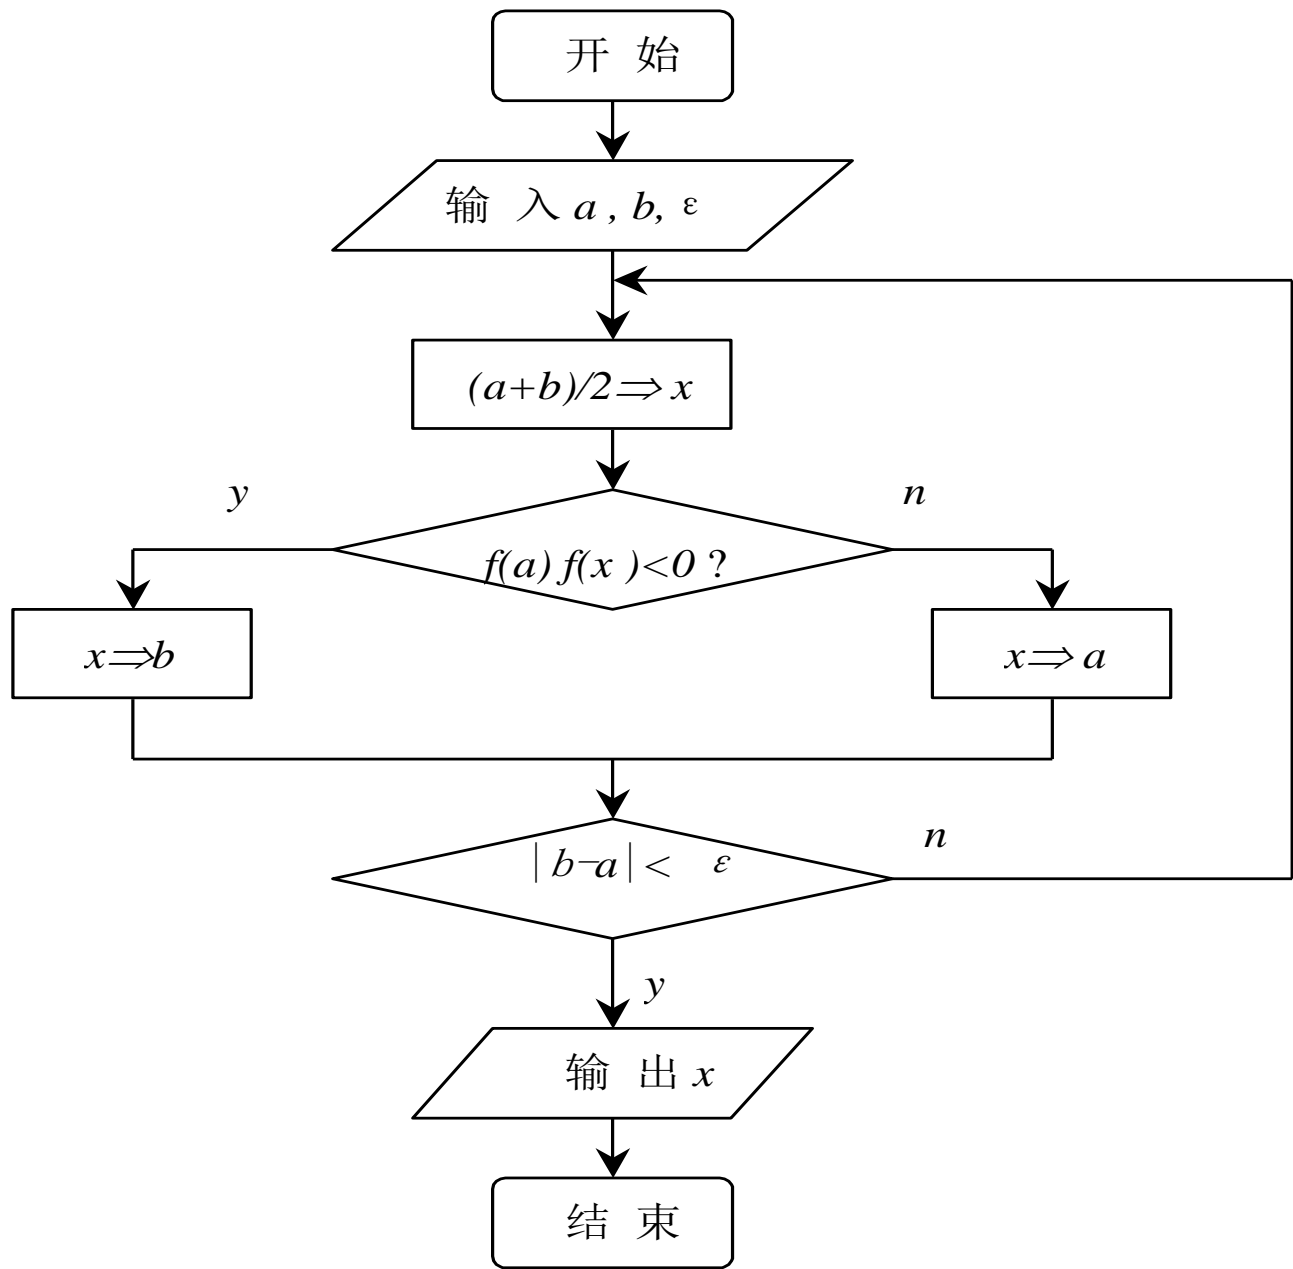 开 始
输 入 a , b, ε
(a+b)/2⇒x
y
n
f(a) f(x )<0 ?
x⇒b
x⇒a
|b-a|< ε
n
y
输 出 x
结 束